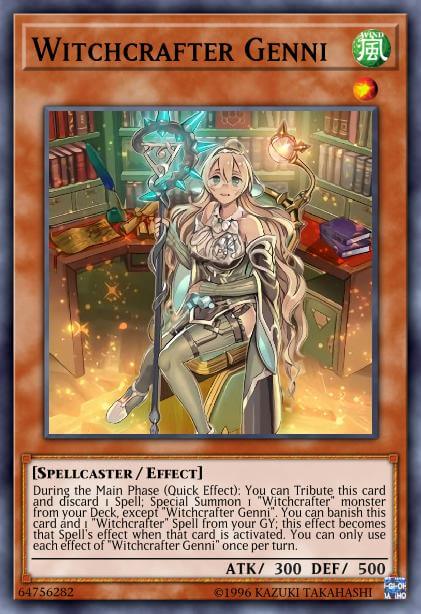 Witchcrafter Genni
WIND
風
[Spellcaster / Effect]
During the Main Phase (Quick Effect): You can Tribute this card
and discard 1 Spell; Special Summon 1 "Witchcrafter" monster
from your Deck, except "Witchcrafter Genni". You can banish this
card and 1 "Witchcrafter" Spell from your GY; this effect becomes
that Spell's effect when that card is activated. You can only use
each effect of "Witchcrafter Genni" once per turn.
ATK/ 300 DEF/ 500
64756282
©1996 KAZUKI TAKAHASHI